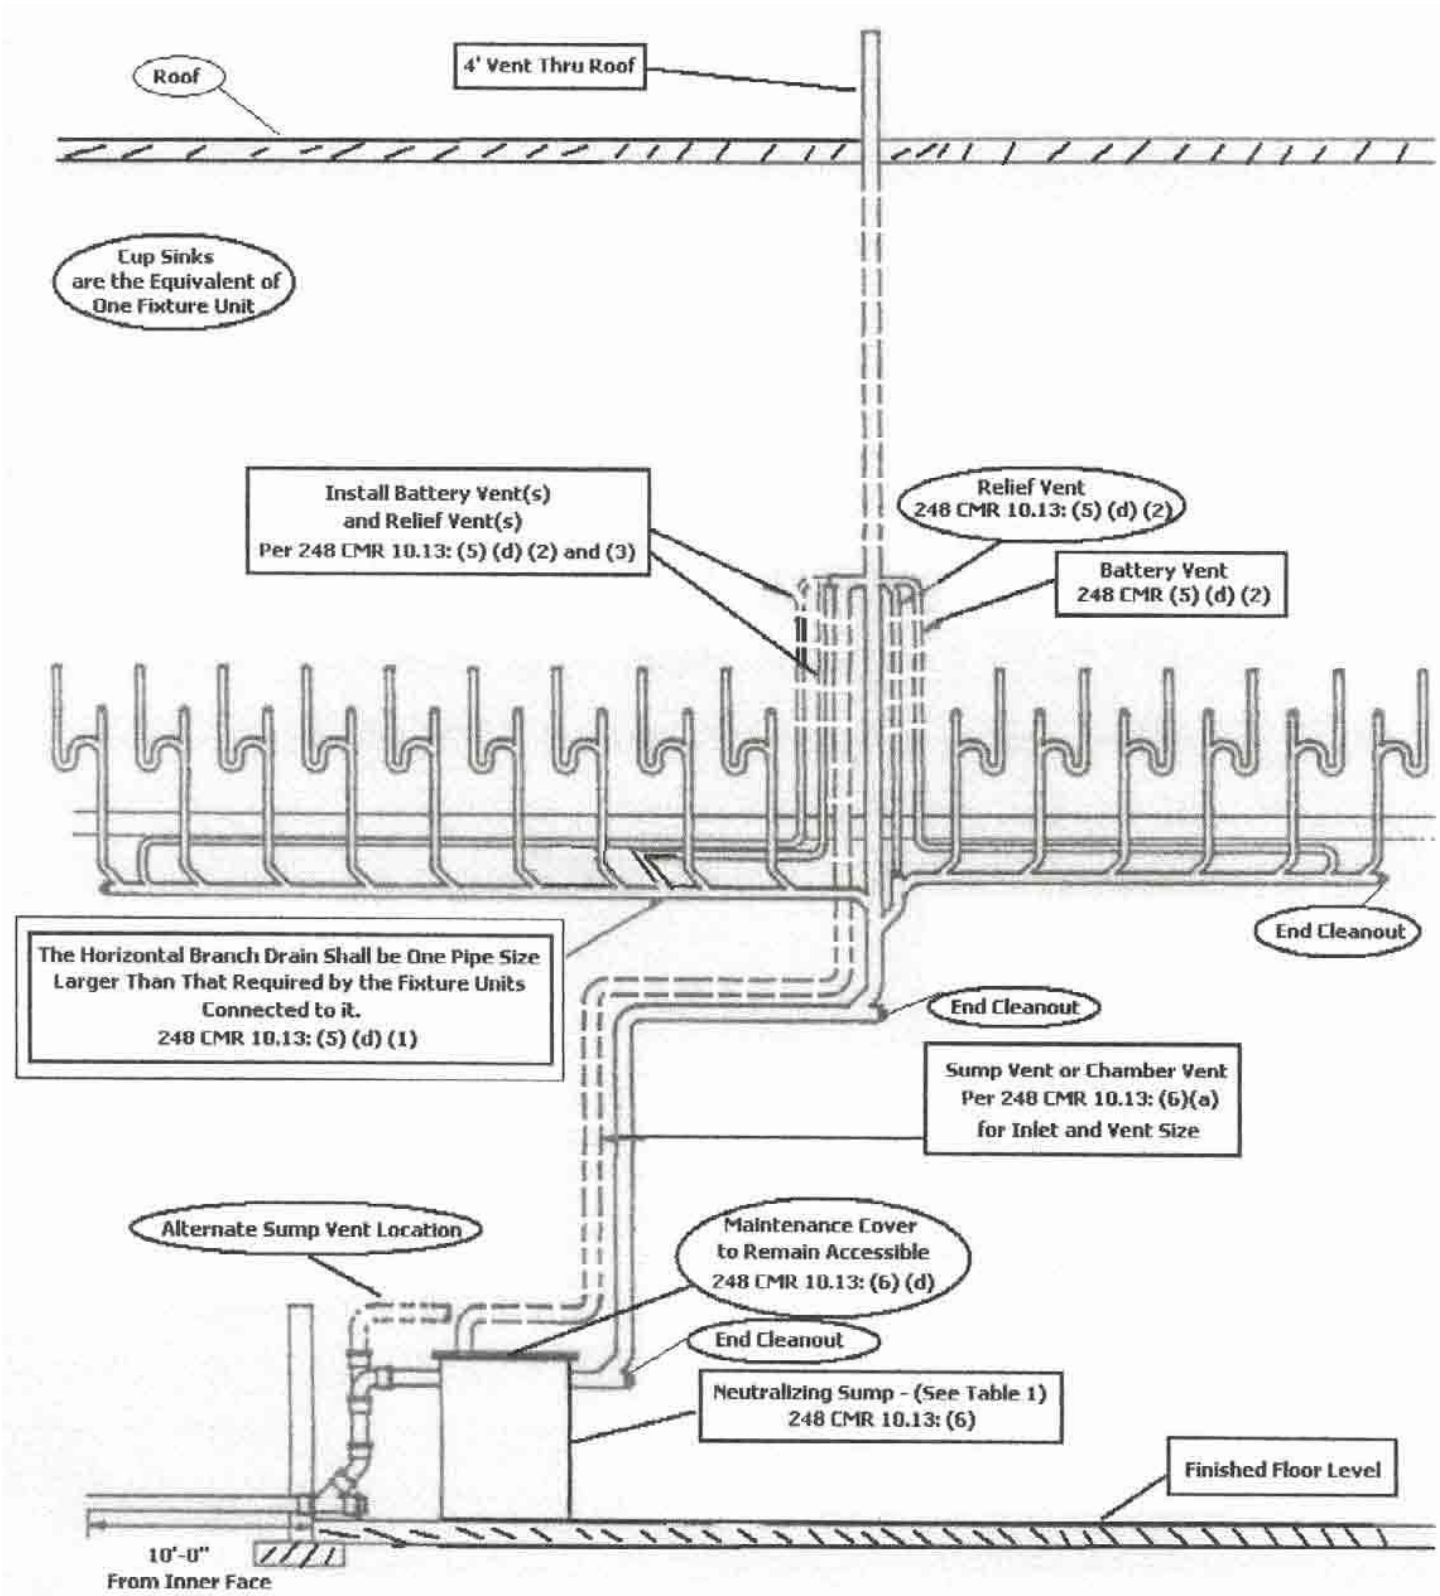 4' Vent Thru Roof
Roof
Cup Sinks
are the Equivalent of
One Fixture Unit
Install Battery Vent(s)
and Relief Vent(s)
Per 248 CMR 10.13: (5) (d) (2) and (3)
Relief Vent
248 CMR 10.13: (5) (d) (2)
Battery Vent
248 CMR (5) (d) (2)
End Cleanout
The Horizontal Branch Drain Shall be One Pipe Size
Larger Than That Required by the Fixture Units
Connected to it.
248 CMR 10.13: (5) (d) (1)
End Cleanout
Sump Vent or Chamber Vent
Per 248 CMR 10.13: (6)(a)
for Inlet and Vent Size
Alternate Sump Vent Location
Maintenance Cover
to Remain Accessible
248 CMR 10.13: (6) (d)
End Cleanout
Neutralizing Sump - (See Table 1)
248 CMR 10.13: (6)
Finished Floor Level
10'-0"
From Inner Face